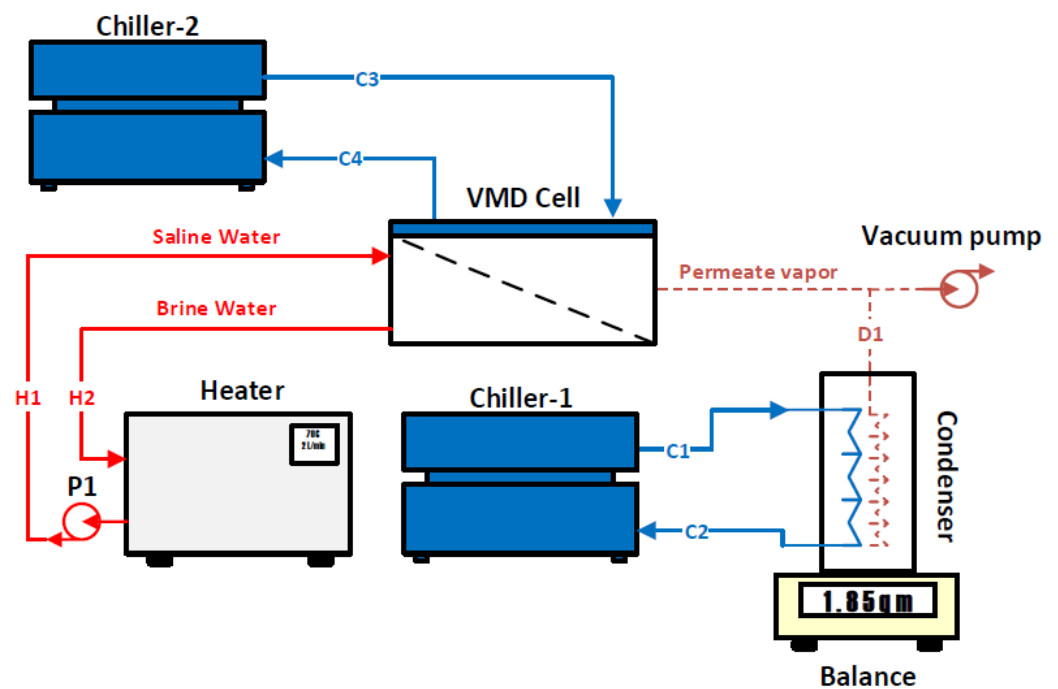 Chiller-2
C3
C4
VMD Cell
Saline Water
Vacuum pump
Permeate vapor
Brine Water
D1
H1
H2
Heater
Chiller-1
70C
2 L/min
Condenser
C1
P1
C2
1.85gm
Balance